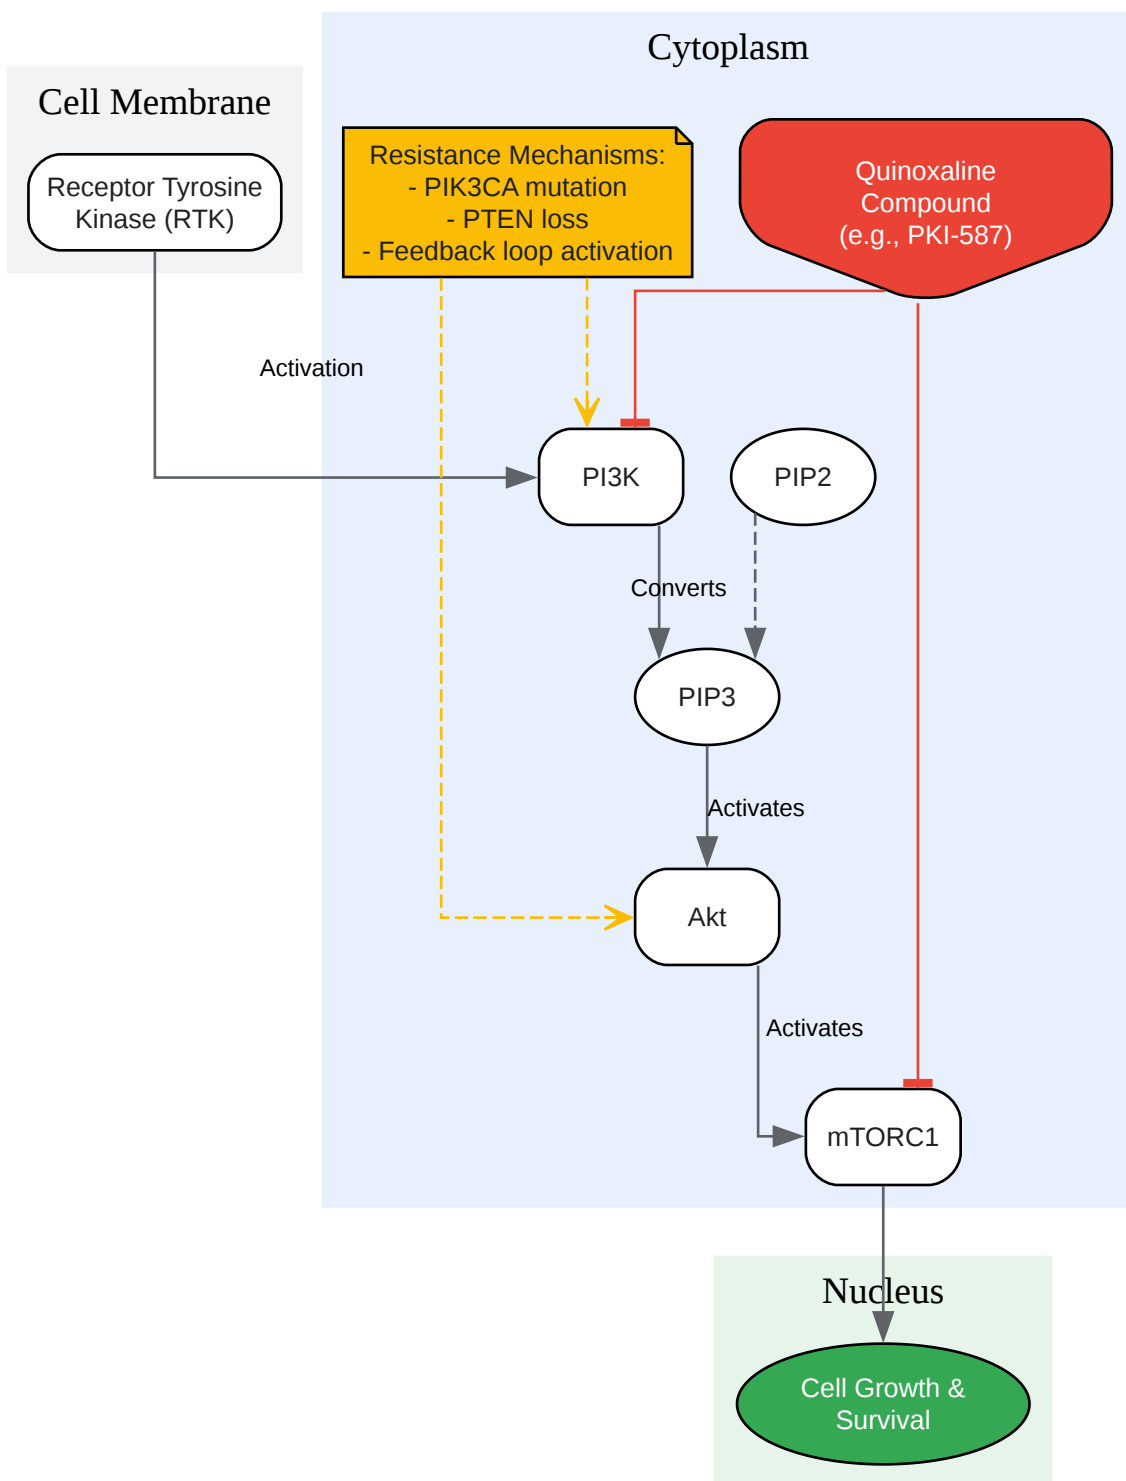 Cytoplasm
Cell Membrane
Receptor Tyrosine
Kinase (RTK)
Resistance Mechanisms:
- PIK3CA mutation
- PTEN loss
- Feedback loop activation
Quinoxaline
Compound
(e.g., PKI-587)
Activation
PI3K
PIP2
Converts
PIP3
Activates
Akt
Activates
mTORC1
Nucleus
Cell Growth &
Survival